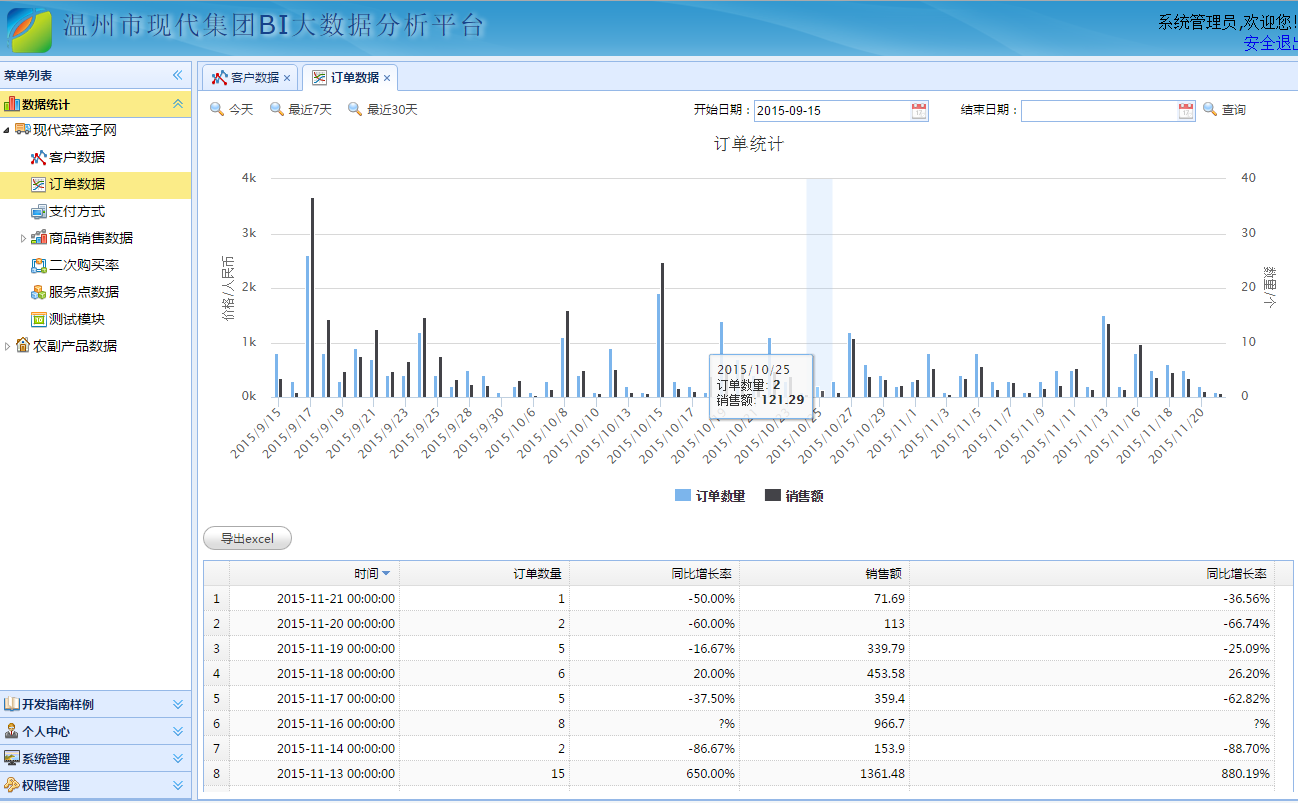 温州市现代集团BI大数据分析平台
系统管理员,欢迎您!
安全退出
菜单列表
数据统计
现代菜篮子网
客户数据
订单数据
支付方式
商品销售数据
二次购买率
服务点数据
测试模块
农副产品数据
开发指南样例
个人中心
系统管理
权限管理
客户数据 ×
订单数据 ×
今天 最近7天 最近30天 开始日期: 2015-09-15 结束日期: 查询
订单统计
4k
3k
2k
1k
0k
价格/人民币
40
30
20
10
0
数量/个
2015/10/25
订单数量: 2
销售额: 121.29
2015/9/15 2015/9/17 2015/9/19 2015/9/21 2015/9/23 2015/9/25 2015/9/28 2015/9/30 2015/10/6 2015/10/8 2015/10/10 2015/10/13 2015/10/15 2015/10/17 2015/10/19 2015/10/21 2015/10/23 2015/10/25 2015/10/27 2015/10/29 2015/11/1 2015/11/3 2015/11/5 2015/11/7 2015/11/9 2015/11/11 2015/11/13 2015/11/16 2015/11/18 2015/11/20
订单数量 销售额
导出excel
时间 订单数量 同比增长率 销售额 同比增长率
1 2015-11-21 00:00:00 1 -50.00% 71.69 -36.56%
2 2015-11-20 00:00:00 2 -60.00% 113 -66.74%
3 2015-11-19 00:00:00 5 -16.67% 339.79 -25.09%
4 2015-11-18 00:00:00 6 20.00% 453.58 26.20%
5 2015-11-17 00:00:00 5 -37.50% 359.4 -62.82%
6 2015-11-16 00:00:00 8 ?% 966.7 ?%
7 2015-11-14 00:00:00 2 -86.67% 153.9 -88.70%
8 2015-11-13 00:00:00 15 650.00% 1361.48 880.19%